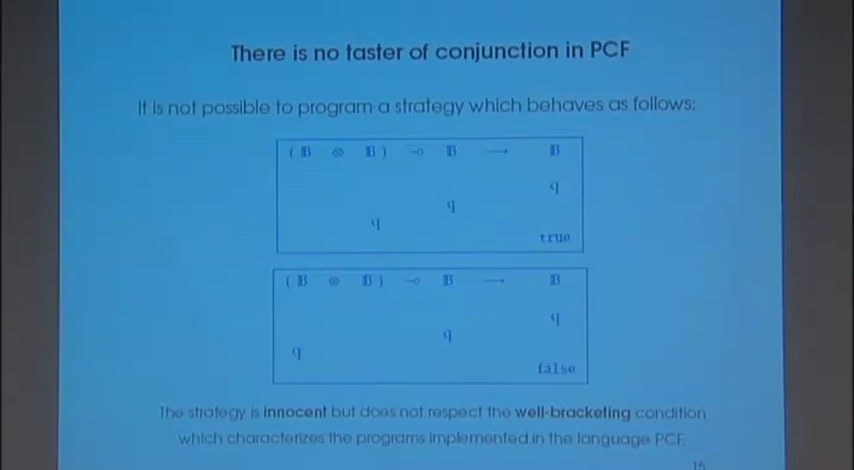 There is no taster of conjunction in PCF
It is not possible to program a strategy which behaves as follows:
( 𝔹 ⊗ 𝔹 ) ⊸ 𝔹 ⟶ 𝔹
q
q
q
true
( 𝔹 ⊗ 𝔹 ) ⊸ 𝔹 ⟶ 𝔹
q
q
q
false
The strategy is innocent but does not respect the well-bracketing condition
which characterizes the programs implemented in the language PCF.